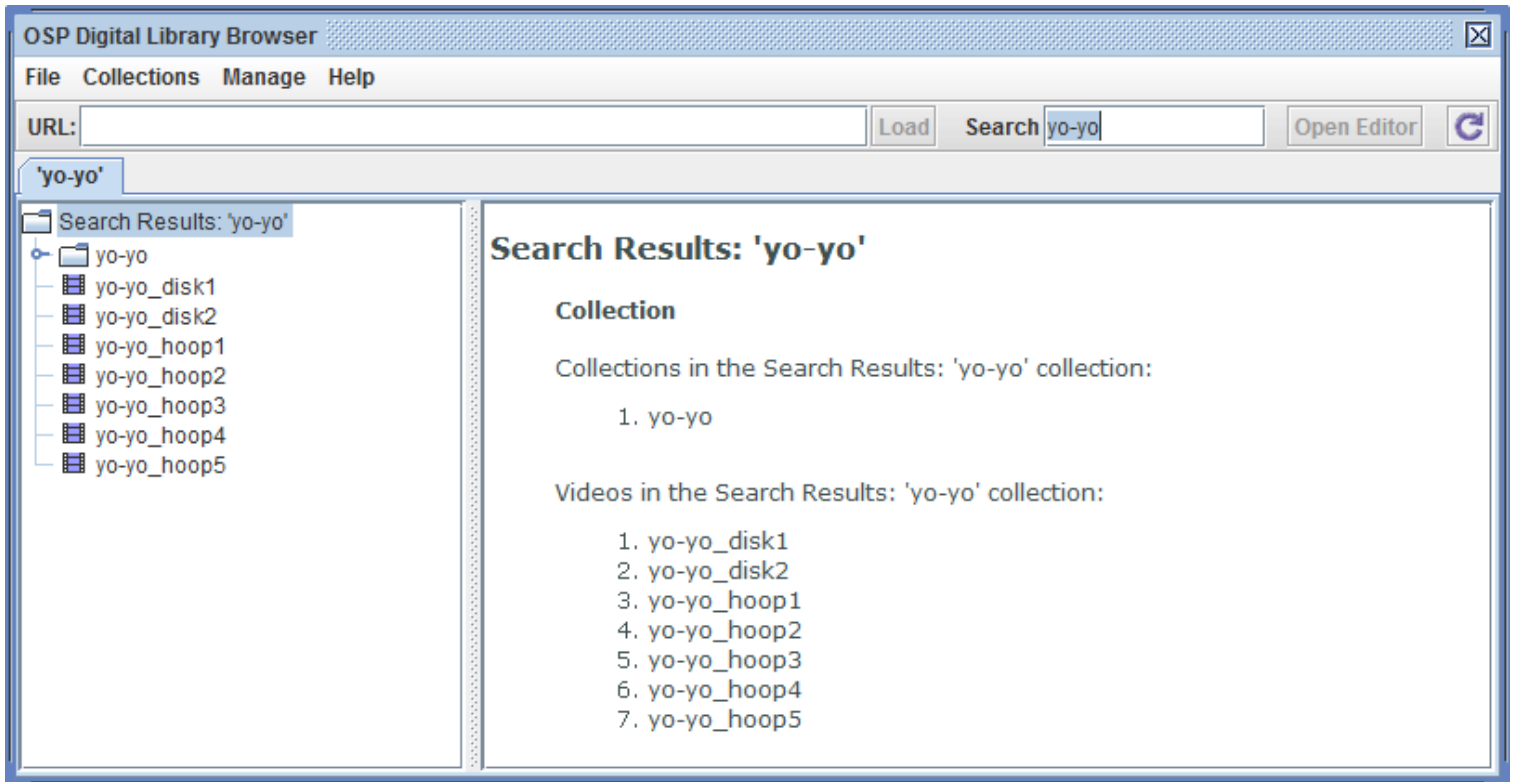 OSP Digital Library Browser
File Collections Manage Help
URL: Load Search yo-yo Open Editor
'yo-yo'
Search Results: 'yo-yo'
yo-yo
yo-yo_disk1
yo-yo_disk2
yo-yo_hoop1
yo-yo_hoop2
yo-yo_hoop3
yo-yo_hoop4
yo-yo_hoop5
Search Results: 'yo-yo'
Collection
Collections in the Search Results: 'yo-yo' collection:
1. yo-yo
Videos in the Search Results: 'yo-yo' collection:
1. yo-yo_disk1
2. yo-yo_disk2
3. yo-yo_hoop1
4. yo-yo_hoop2
5. yo-yo_hoop3
6. yo-yo_hoop4
7. yo-yo_hoop5